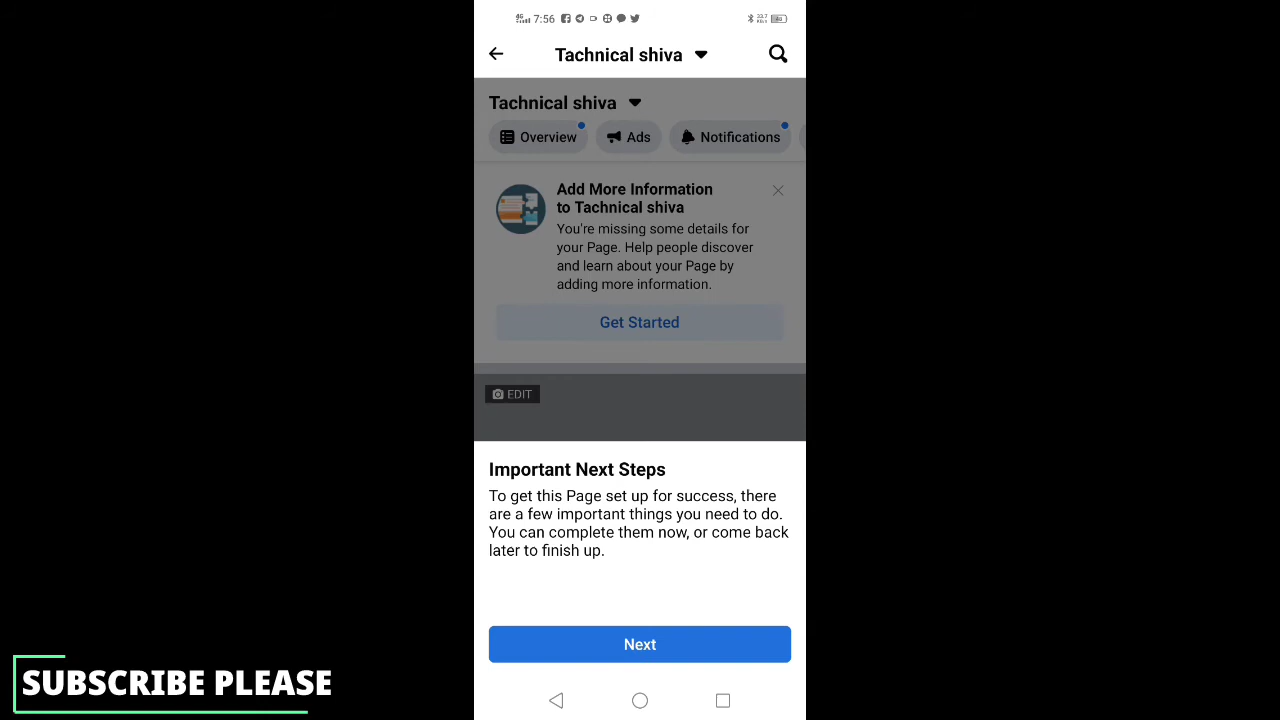 7:56
Tachnical shiva
Tachnical shiva
Overview Ads Notifications
Add More Information
to Tachnical shiva
You're missing some details for
your Page. Help people discover
and learn about your Page by
adding more information.
Get Started
EDIT
Important Next Steps
To get this Page set up for success, there
are a few important things you need to do.
You can complete them now, or come back
later to finish up.
Next
SUBSCRIBE PLEASE